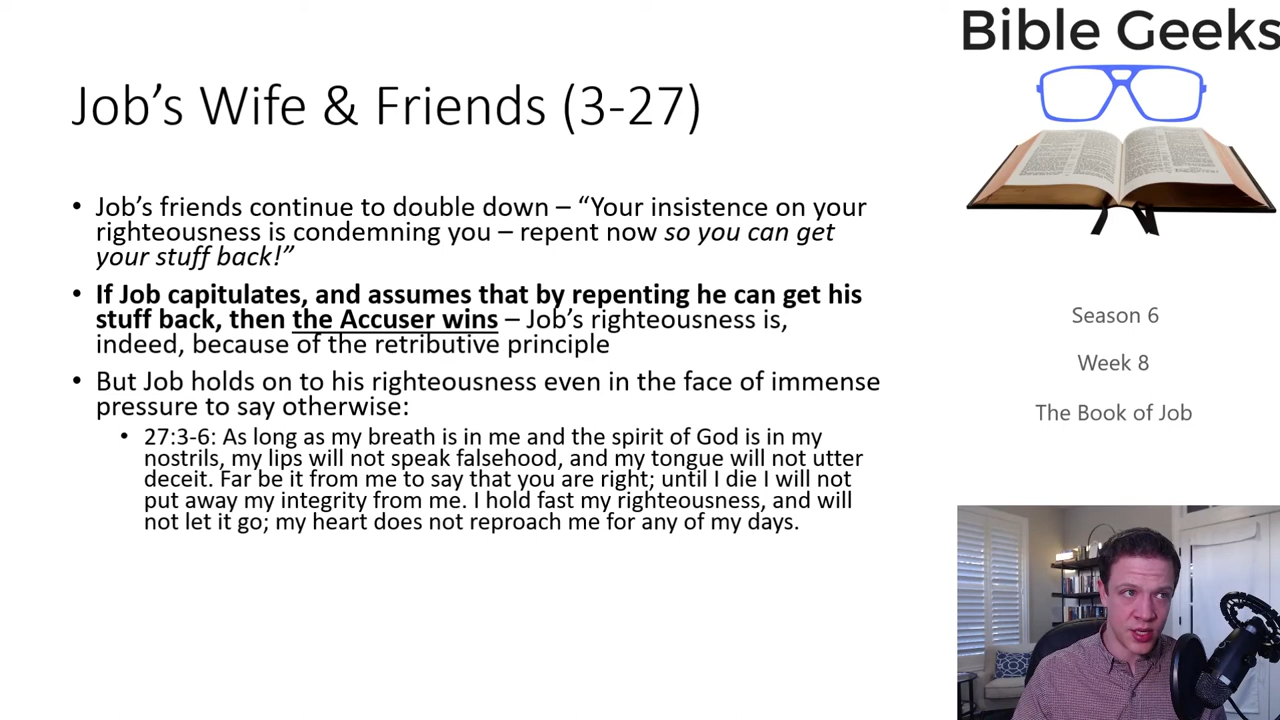 Bible Geeks
Job’s Wife & Friends (3-27)
• Job’s friends continue to double down – “Your insistence on your
righteousness is condemning you – repent now so you can get
your stuff back!”
• If Job capitulates, and assumes that by repenting he can get his
stuff back, then the Accuser wins – Job’s righteousness is,
indeed, because of the retributive principle
• But Job holds on to his righteousness even in the face of immense
pressure to say otherwise:
• 27:3-6: As long as my breath is in me and the spirit of God is in my
nostrils, my lips will not speak falsehood, and my tongue will not utter
deceit. Far be it from me to say that you are right; until I die I will not
put away my integrity from me. I hold fast my righteousness, and will
not let it go; my heart does not reproach me for any of my days.
Season 6
Week 8
The Book of Job